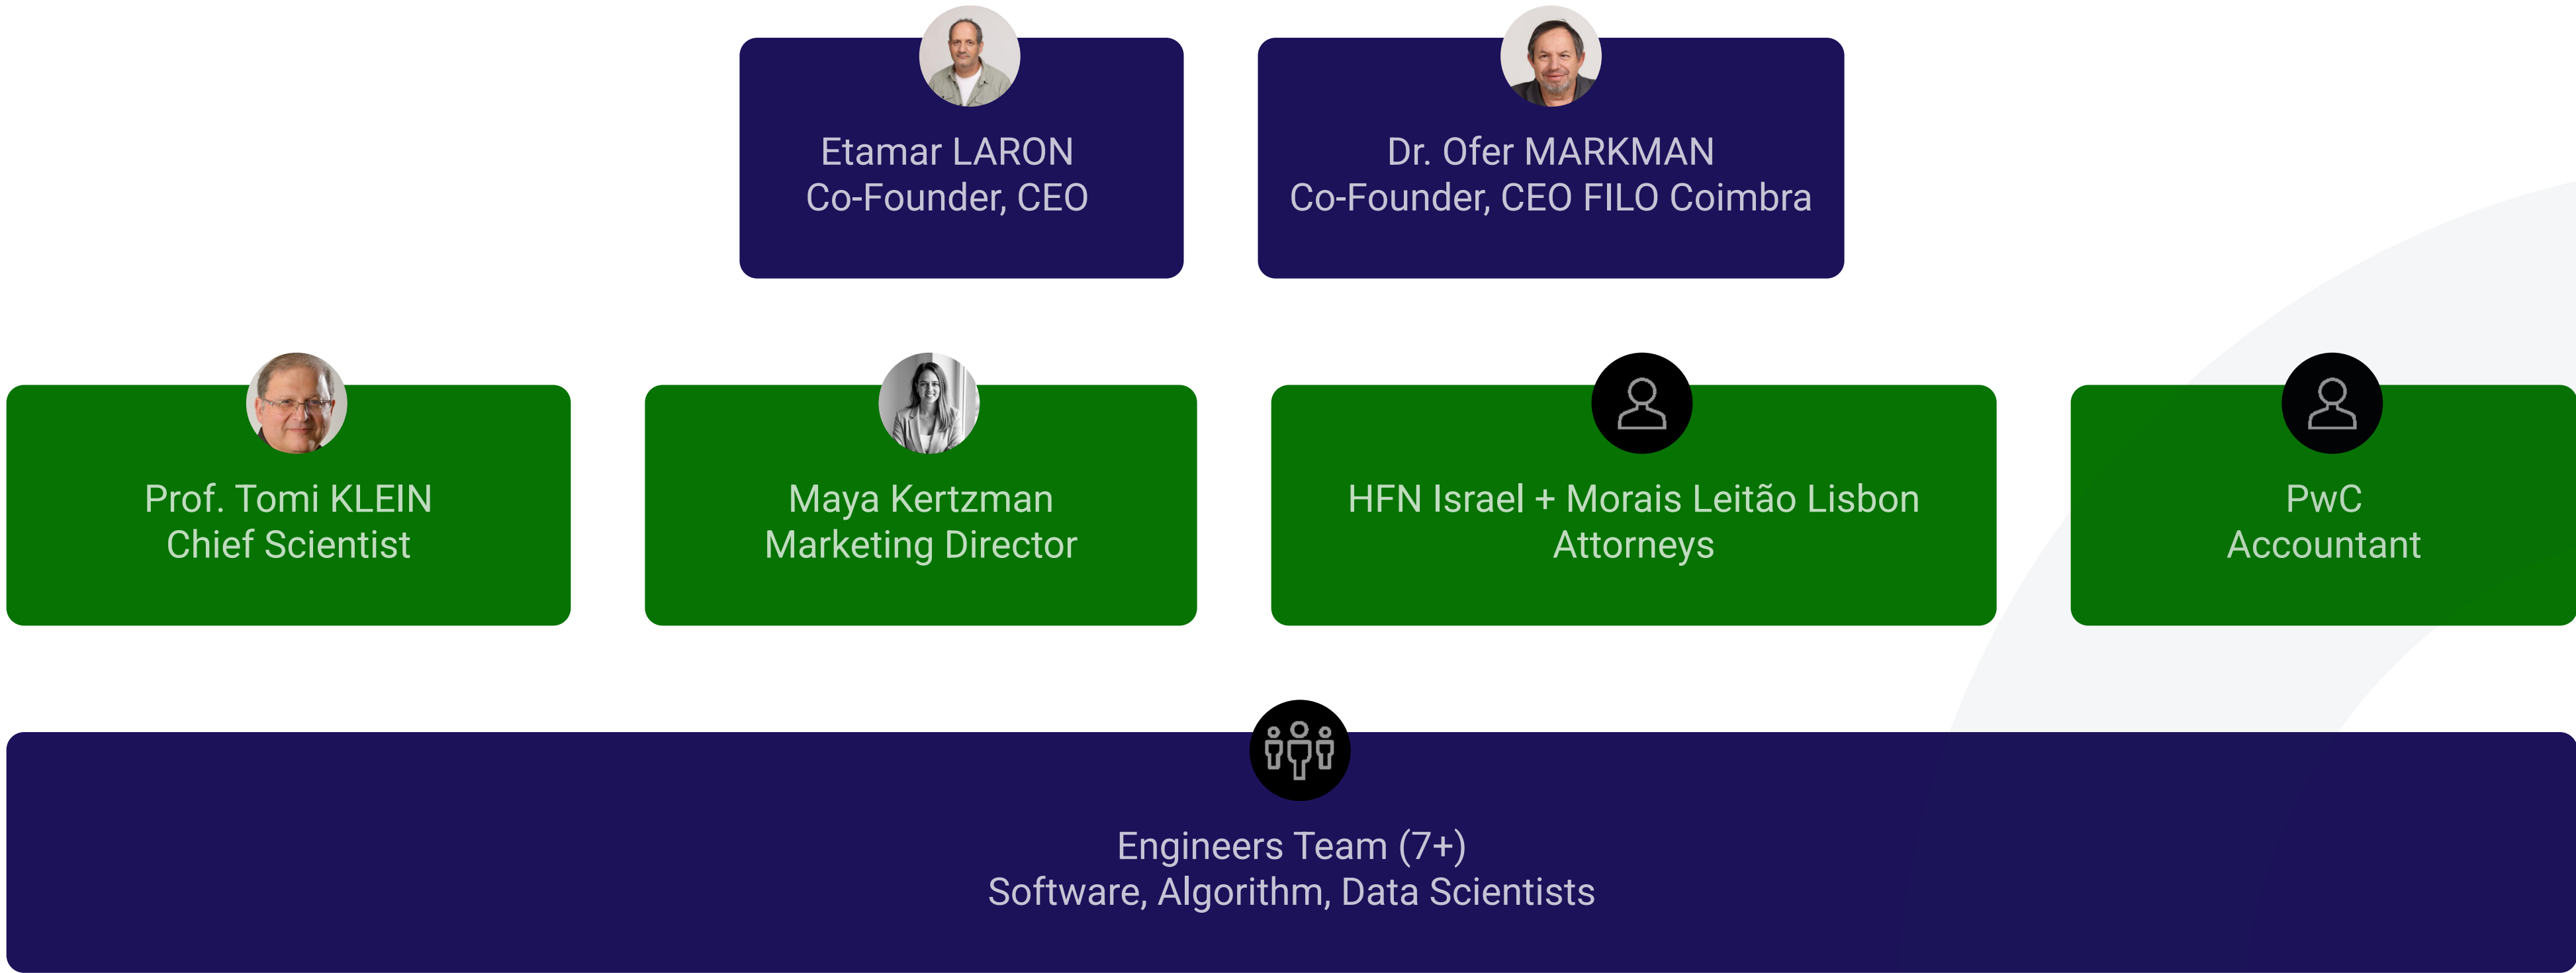 Etamar LARON
Co-Founder, CEO
Dr. Ofer MARKMAN
Co-Founder, CEO FILO Coimbra
Prof. Tomi KLEIN
Chief Scientist
Maya Kertzman
Marketing Director
HFN Israel + Morais Leitão Lisbon
Attorneys
PwC
Accountant
Engineers Team (7+)
Software, Algorithm, Data Scientists